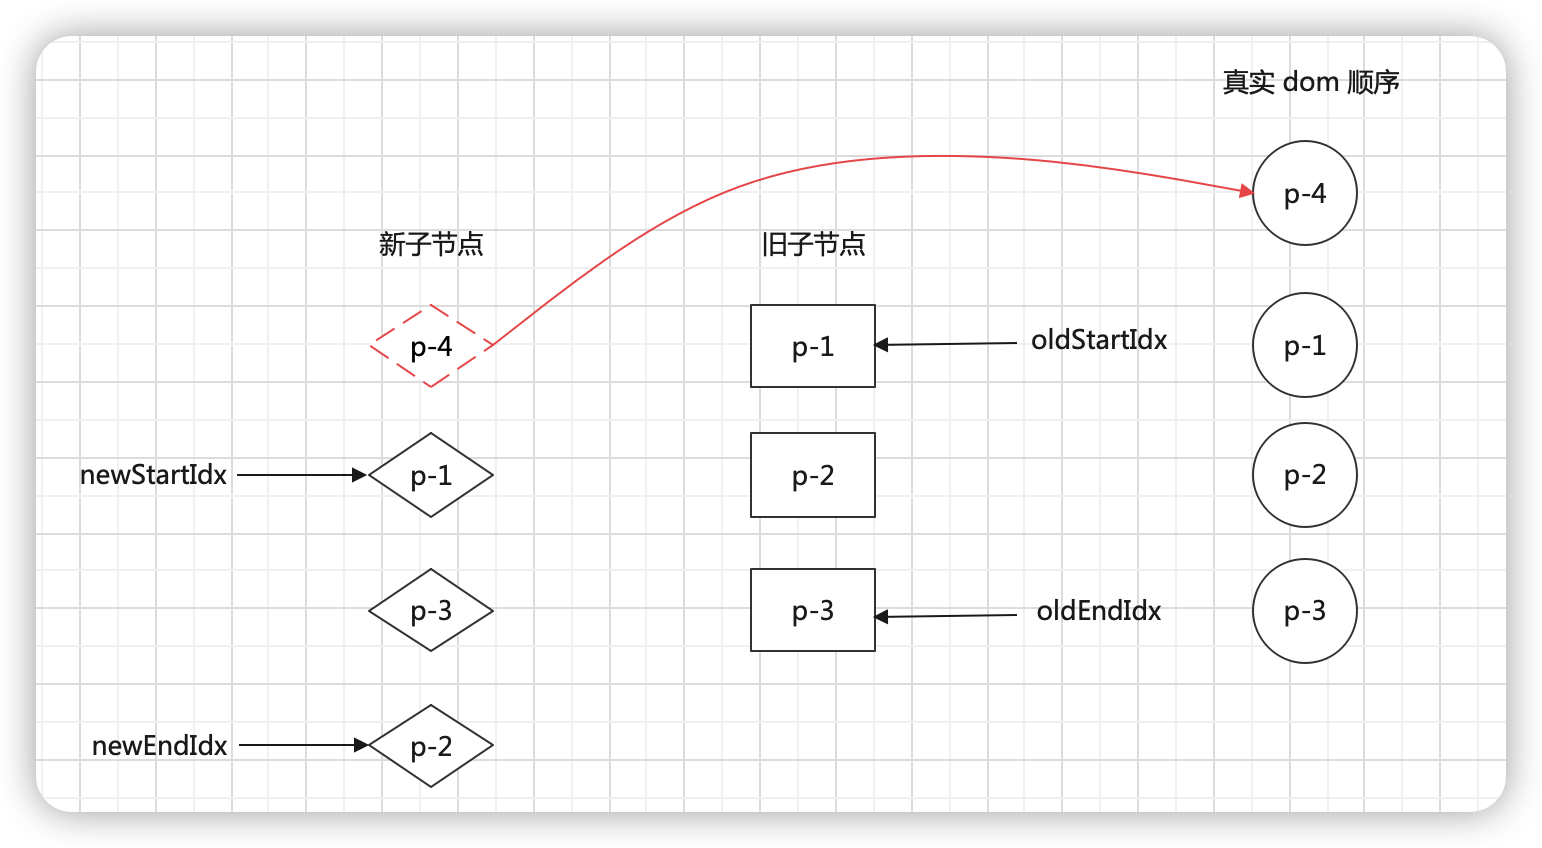 真实 dom 顺序
p-4
新子节点
旧子节点
p-4
p-1
oldStartIdx
p-1
newStartIdx
p-1
p-2
p-2
p-3
p-3
oldEndIdx
p-3
newEndIdx
p-2